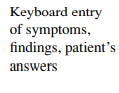 Keyboard entry
of symptoms,
findings, patient's
answers